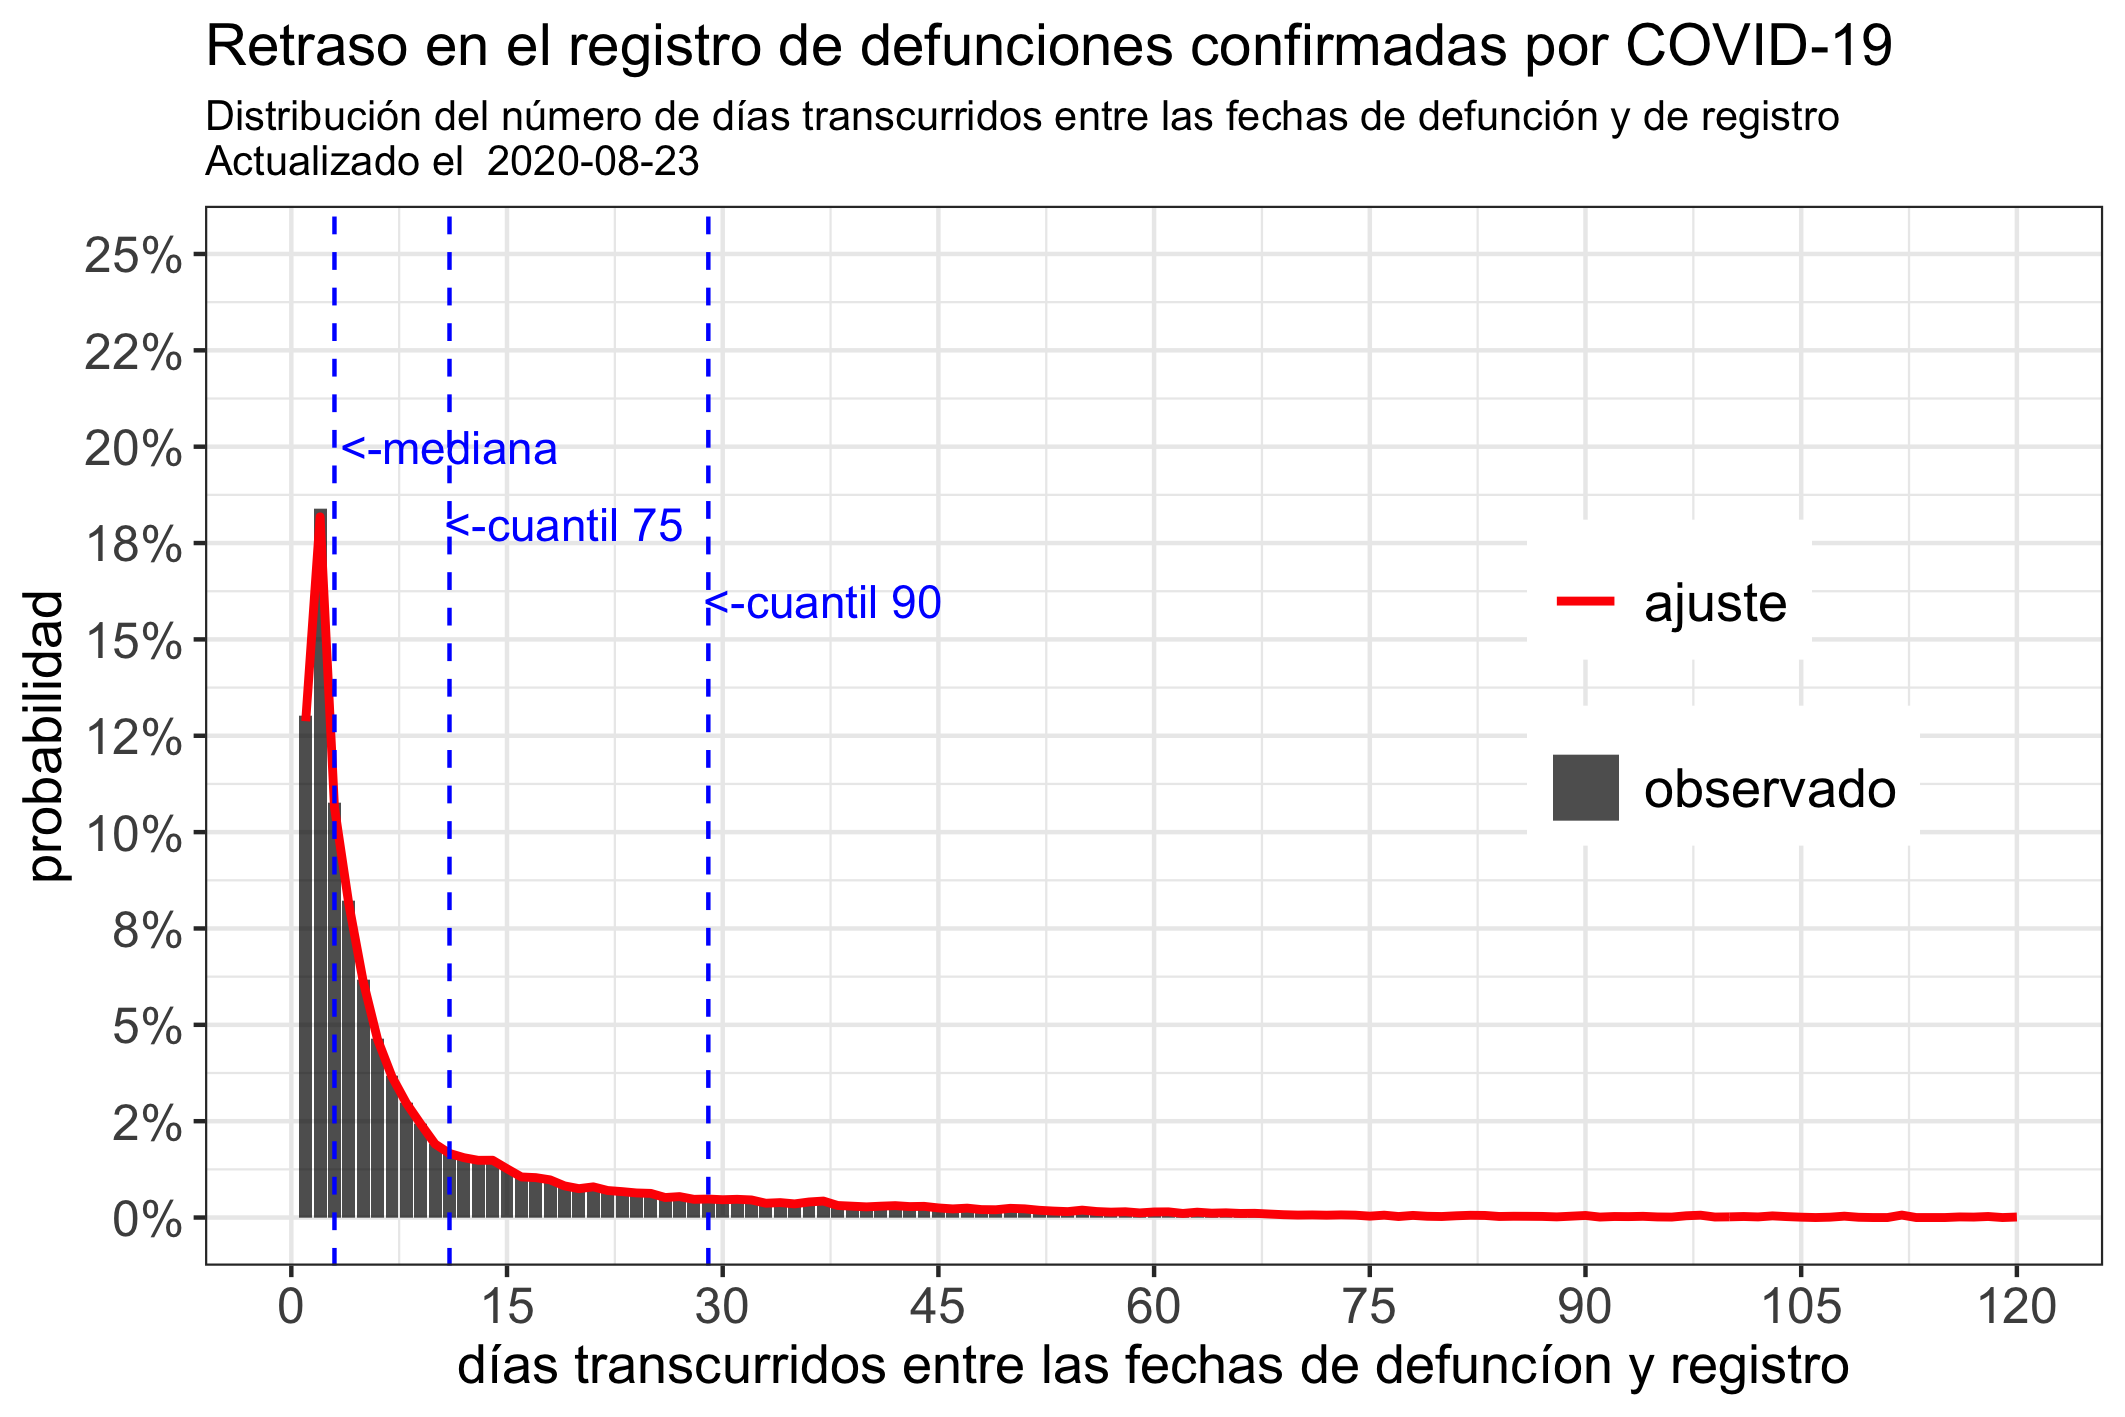 Retraso en el registro de defunciones confirmadas por COVID-19
Distribución del número de días transcurridos entre las fechas de defunción y de registro
Actualizado el  2020-08-23
25%
22%
20%
18%
15%
12%
10%
8%
5%
2%
0%
probabilidad
<-mediana
<-cuantil 75
<-cuantil 90
ajuste
observado
0 15 30 45 60 75 90 105 120
días transcurridos entre las fechas de defuncíon y registro